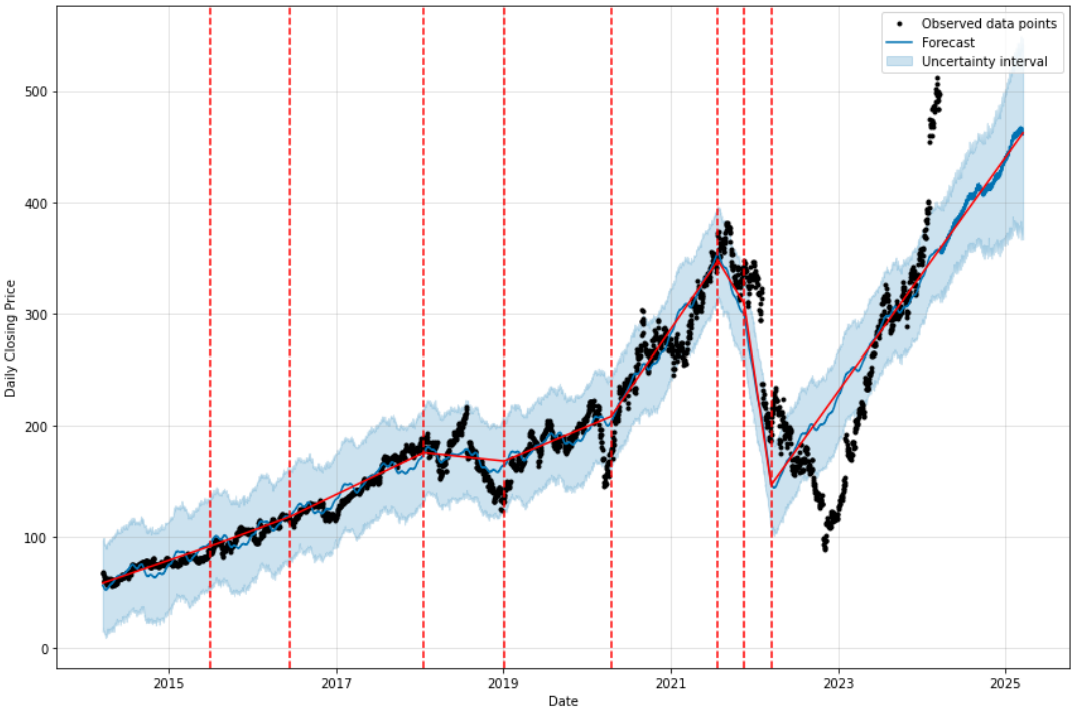 Observed data points
Forecast
Uncertainty interval
Daily Closing Price
500
400
300
200
100
0
2015 2017 2019 2021 2023 2025
Date